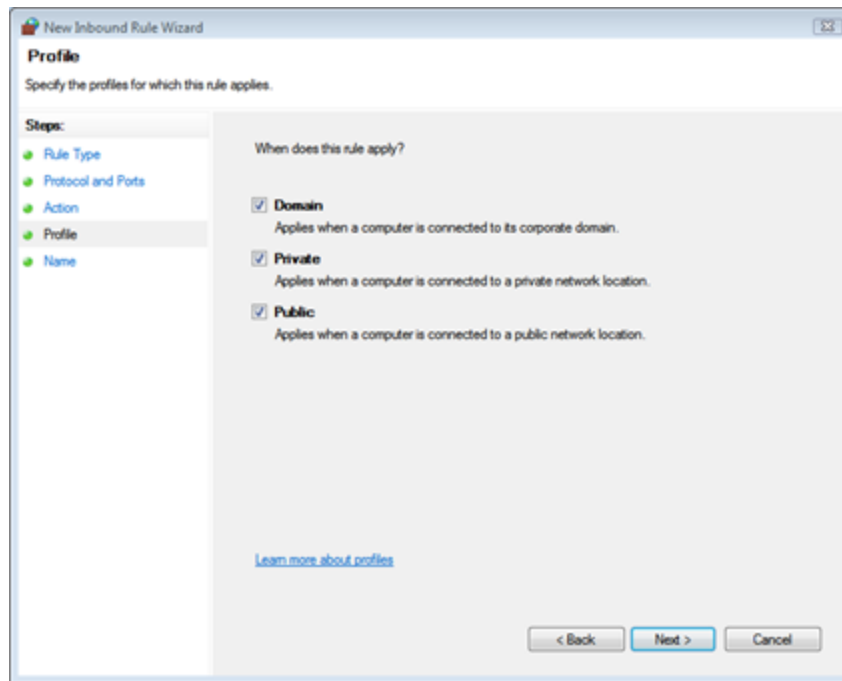 New Inbound Rule Wizard
Profile
Specify the profiles for which this rule applies.
Steps:
Rule Type
Protocol and Ports
Action
Profile
Name
When does this rule apply?
Domain
Applies when a computer is connected to its corporate domain.
Private
Applies when a computer is connected to a private network location.
Public
Applies when a computer is connected to a public network location.
Learn more about profiles
< Back
Next >
Cancel